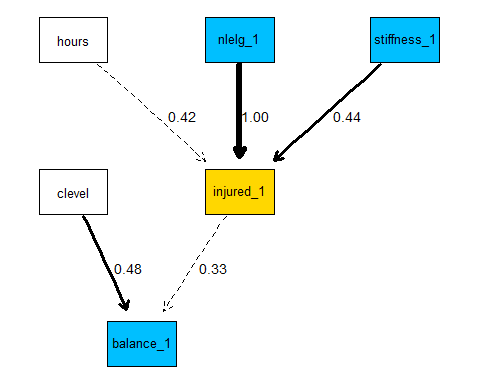 hours
nlelg_1
stiffness_1
0.42
1.00
0.44
clevel
injured_1
0.48
0.33
balance_1